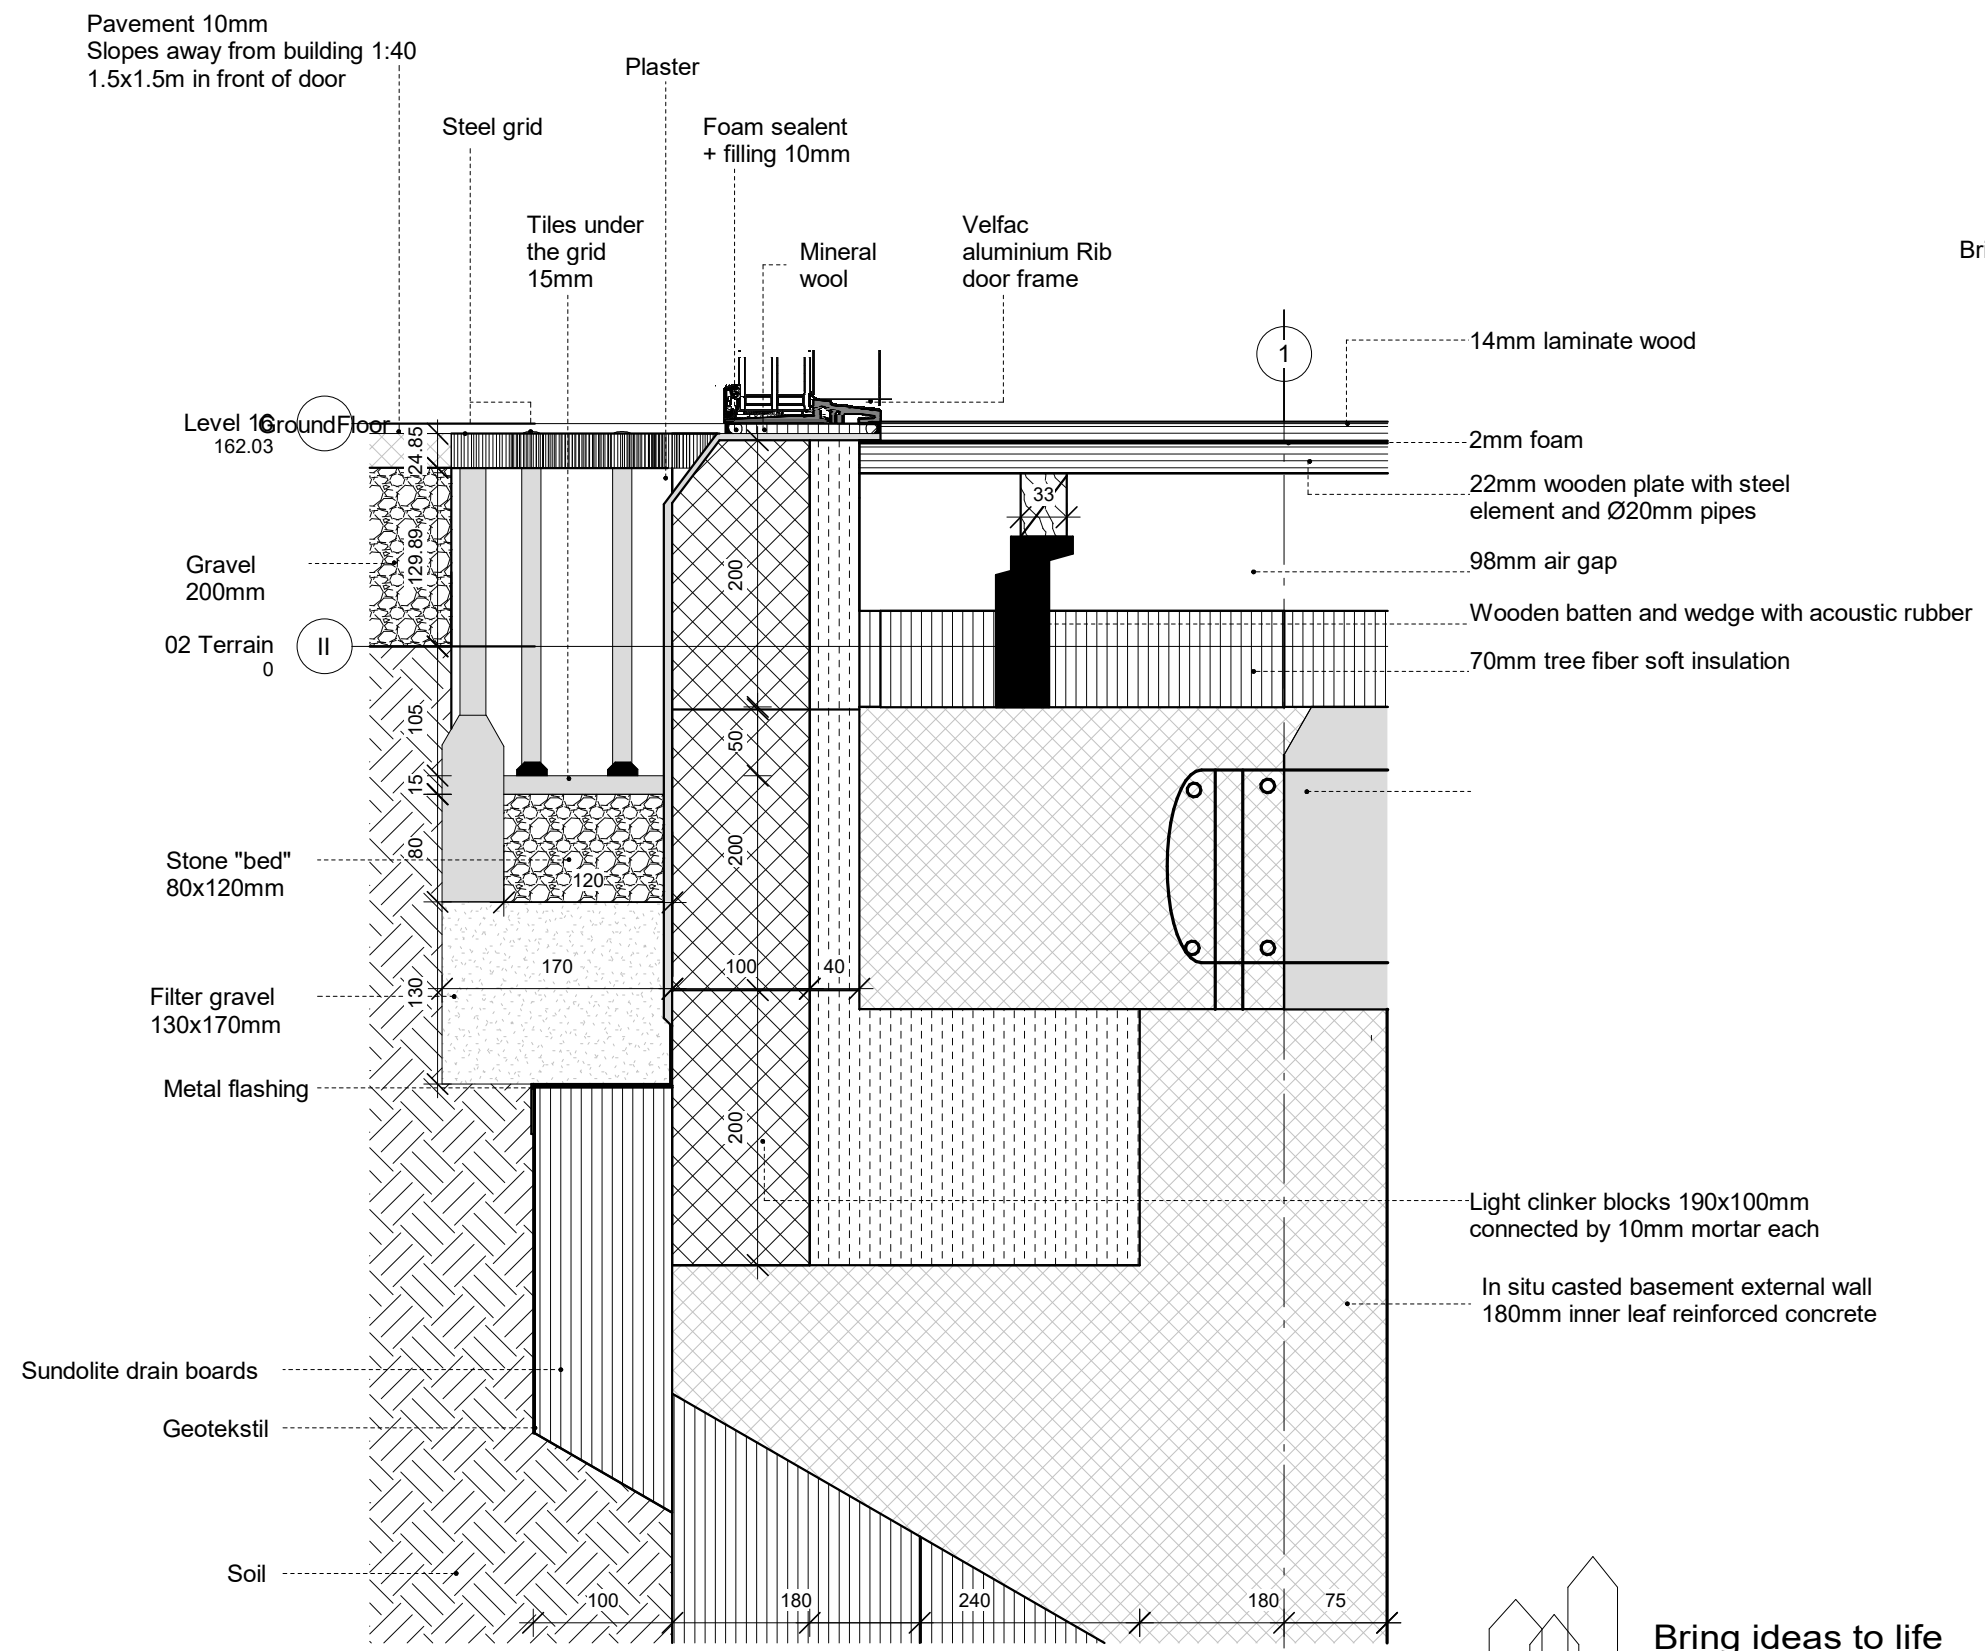 Pavement 10mm
Slopes away from building 1:40
1.5x1.5m in front of door
Plaster
Steel grid
Foam sealent
+ filling 10mm
Tiles under
the grid
15mm
Mineral
wool
Velfac
aluminium Rib
door frame
Bri
1
14mm laminate wood
Level 16
GroundFloor
162.03
24.85
2mm foam
22mm wooden plate with steel
element and Ø20mm pipes
33
129.89
200
98mm air gap
Gravel
200mm
Wooden batten and wedge with acoustic rubber
02 Terrain
0
II
70mm tree fiber soft insulation
105
50
15
80
200
Stone "bed"
80x120mm
120
170
100
40
130
Filter gravel
130x170mm
Metal flashing
200
Light clinker blocks 190x100mm
connected by 10mm mortar each
In situ casted basement external wall
180mm inner leaf reinforced concrete
Sundolite drain boards
Geotekstil
Soil
100
180
240
180
75
Bring ideas to life